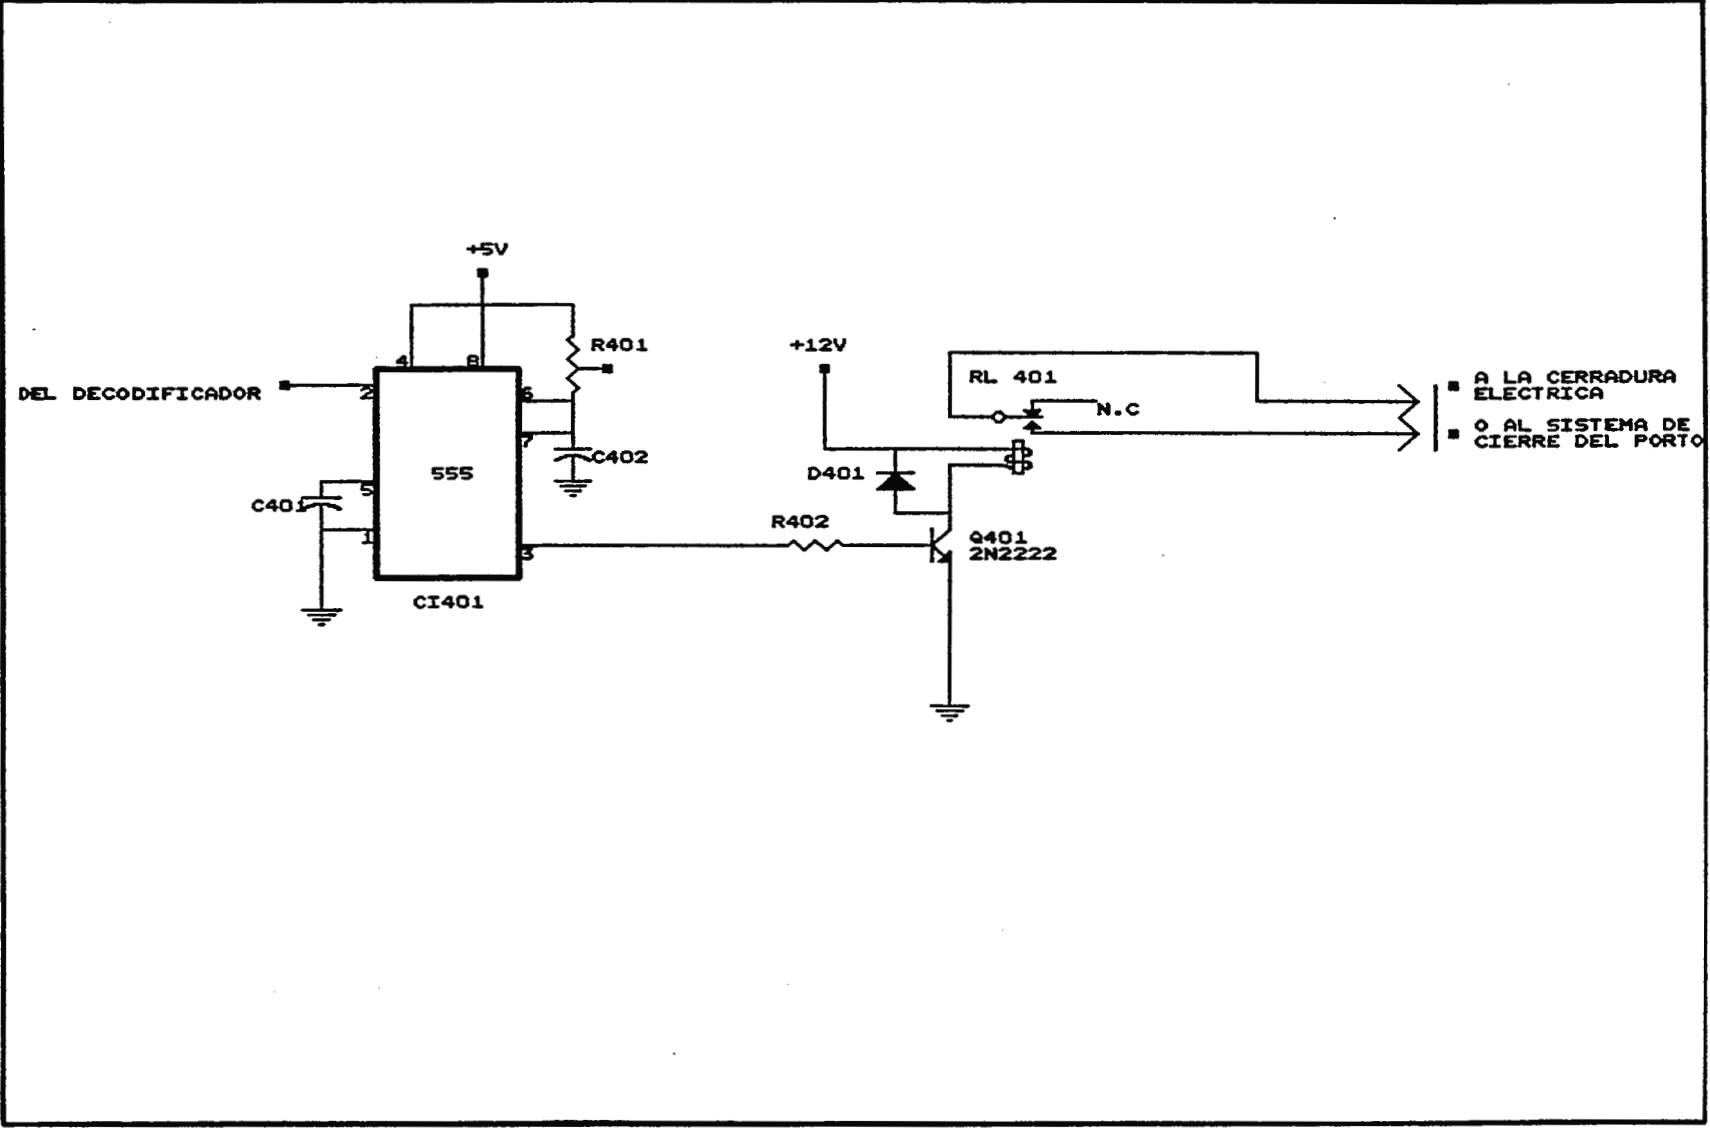 +5V
R401
+12V
4
8
DEL DECODIFICADOR
2
6
RL 401
N.C
A LA CERRADURA
ELECTRICA
O AL SISTEMA DE
CIERRE DEL PORTO
7
C402
D401
555
5
C401
1
R402
3
Q401
2N2222
CI401